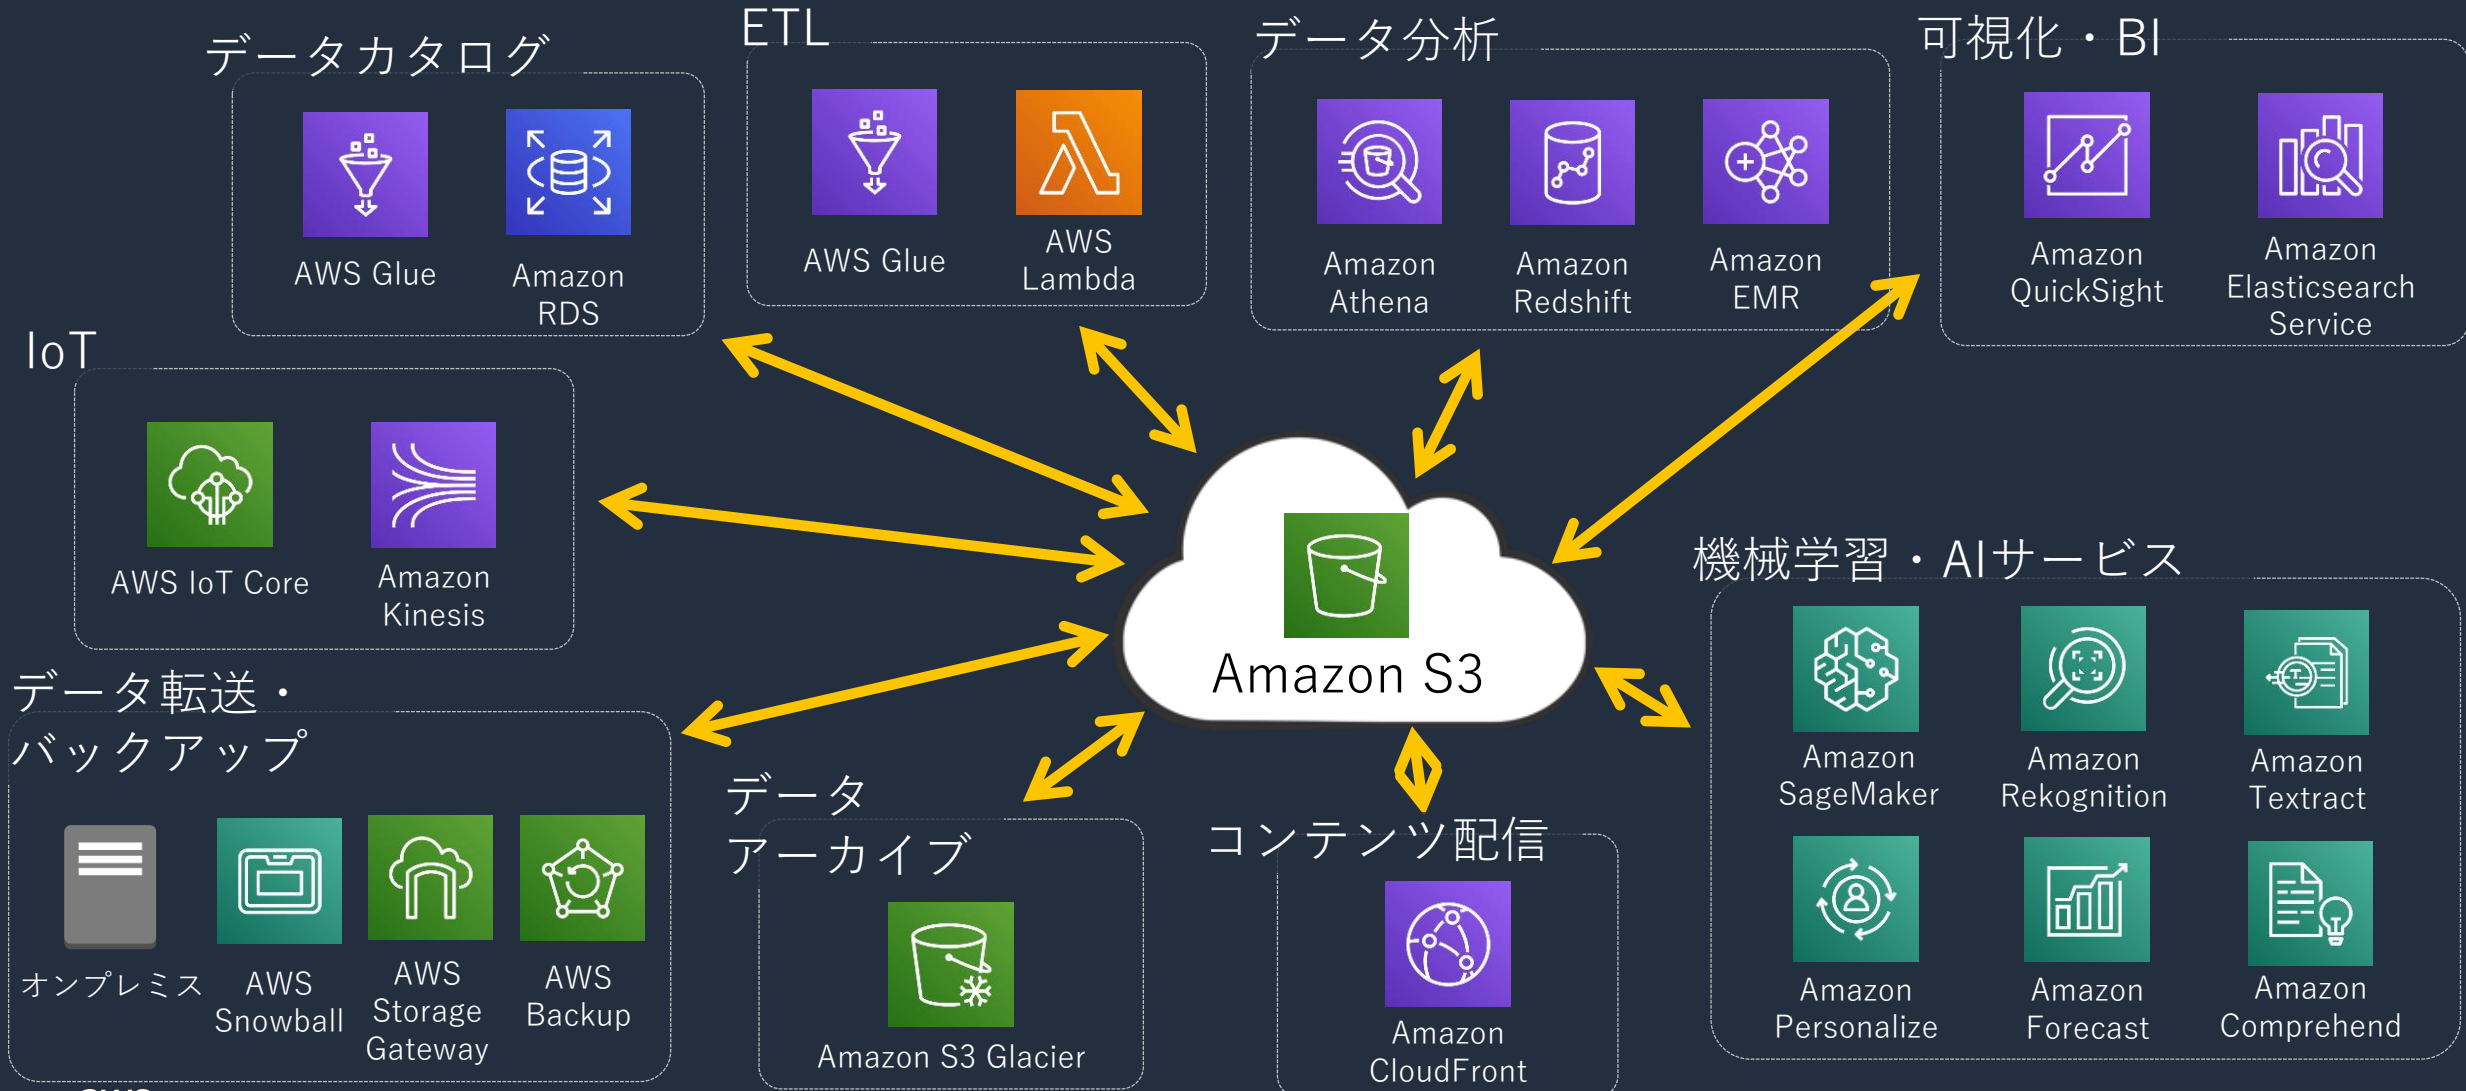 データカタログ
AWS Glue
Amazon
RDS
ETL
AWS Glue
AWS
Lambda
データ分析
Amazon
Athena
Amazon
Redshift
Amazon
EMR
可視化・BI
Amazon
QuickSight
Amazon
Elasticsearch
Service
IoT
AWS IoT Core
Amazon
Kinesis
Amazon S3
機械学習・AIサービス
Amazon
SageMaker
Amazon
Rekognition
Amazon
Textract
Amazon
Personalize
Amazon
Forecast
Amazon
Comprehend
データ転送・
バックアップ
オンプレミス
AWS
Snowball
AWS
Storage
Gateway
AWS
Backup
データ
アーカイブ
Amazon S3 Glacier
コンテンツ配信
Amazon
CloudFront